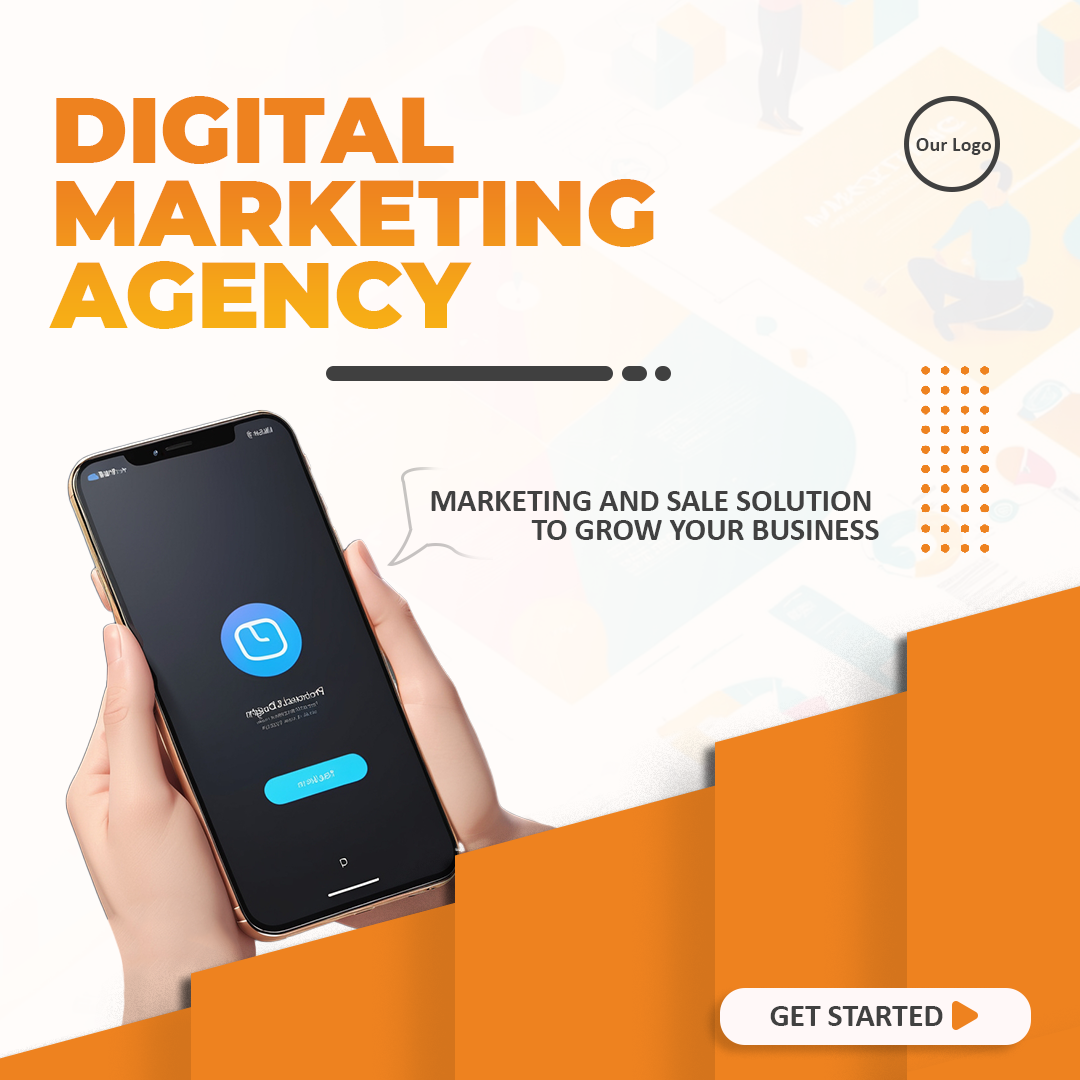 DIGITAL
MARKETING
AGENCY
Our Logo
MARKETING AND SALE SOLUTION
TO GROW YOUR BUSINESS
GET STARTED